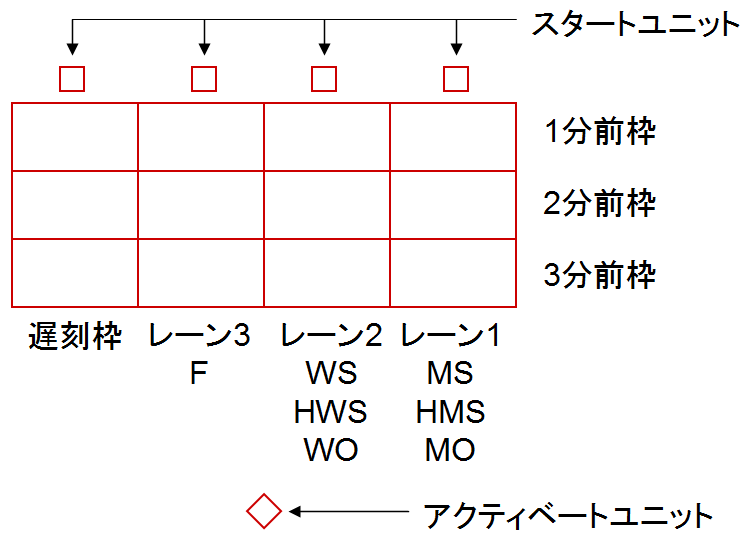 スタートユニット
1分前枠
2分前枠
3分前枠
遅刻枠 レーン3 レーン2 レーン1
F WS MS
HWS HMS
WO MO
アクティベートユニット